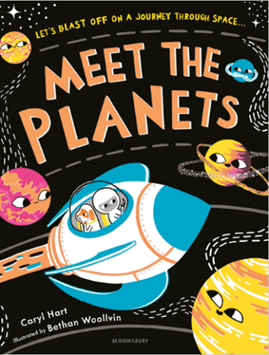 LET'S BLAST OFF ON A JOURNEY THROUGH SPACE...
MEET THE
PLANETS
Caryl Hart
Illustrated by Bethan Woollvin
BLOOMSBURY